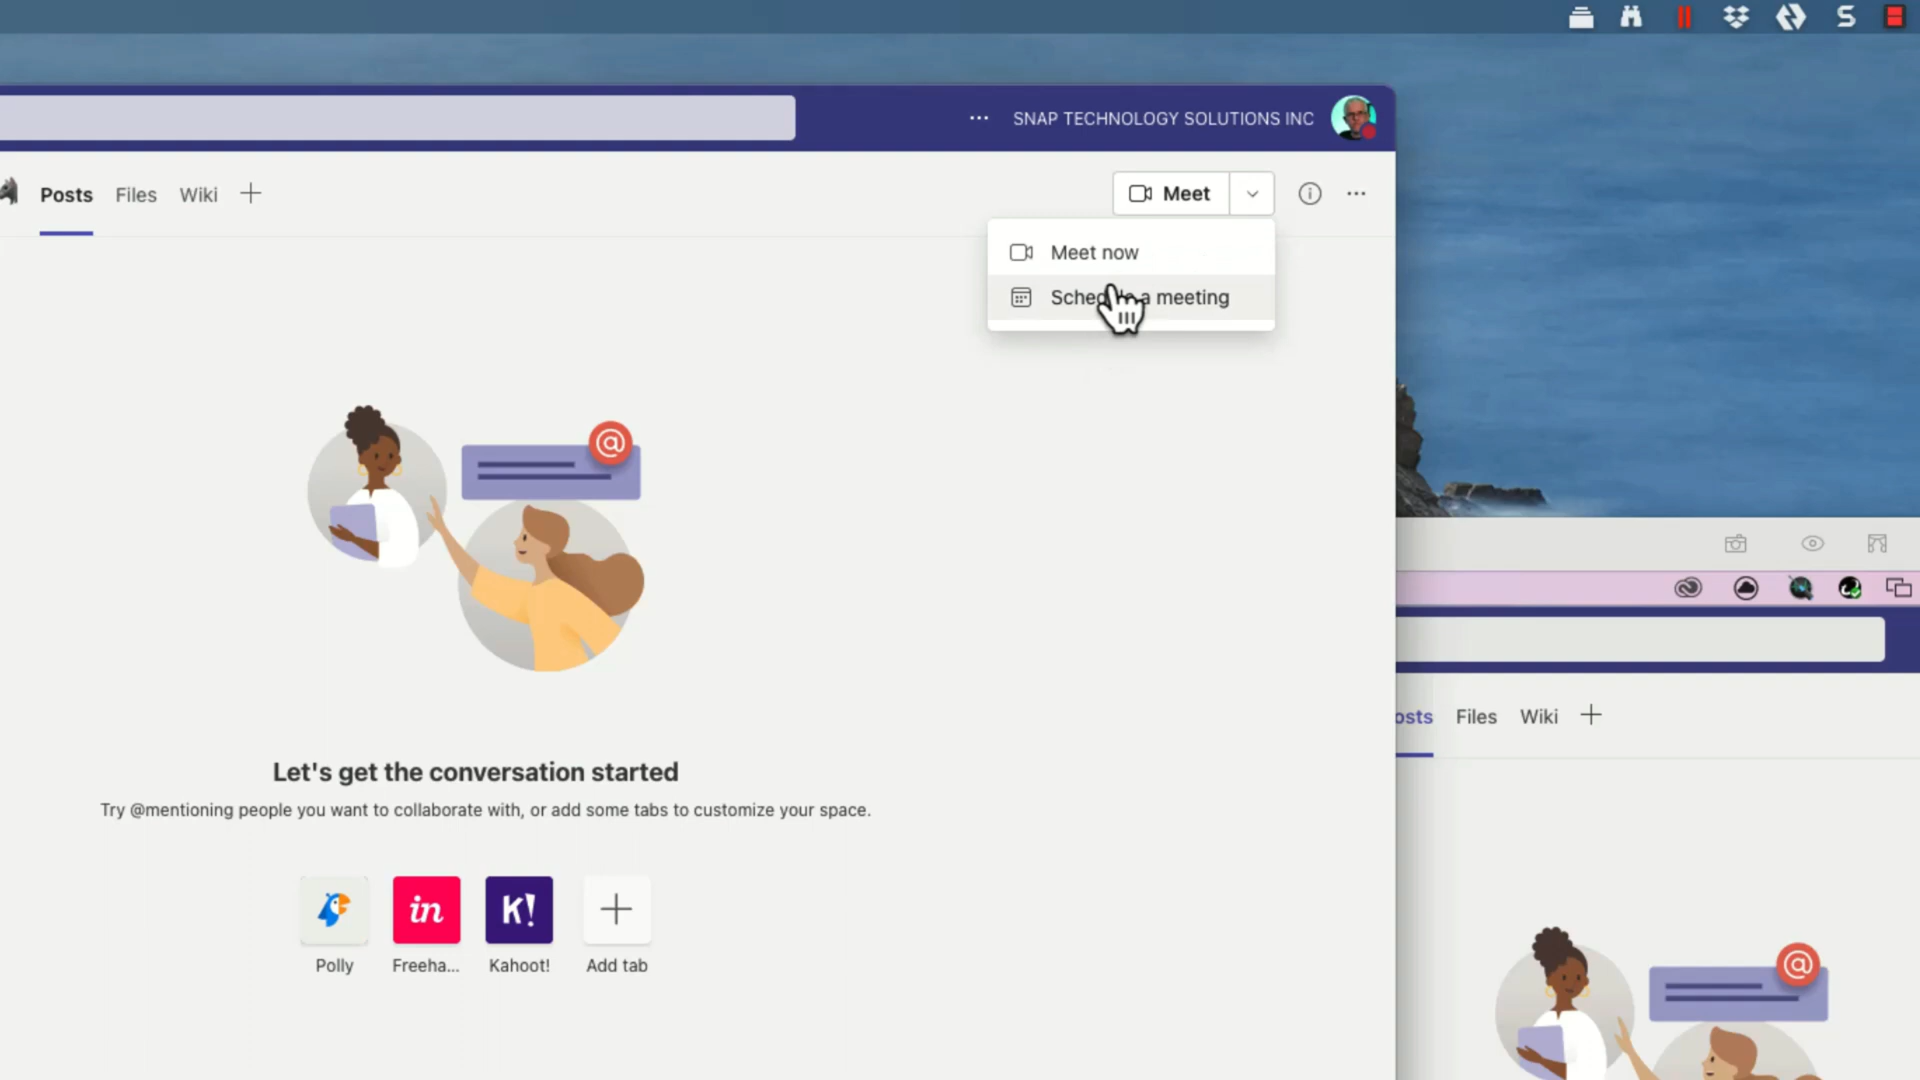 SNAP TECHNOLOGY SOLUTIONS INC
Posts Files Wiki
Meet
Meet now
Schedule a meeting
@
Let's get the conversation started
Try @mentioning people you want to collaborate with, or add some tabs to customize your space.
in
K!
Polly
Freeha...
Kahoot!
Add tab
osts Files Wiki
@